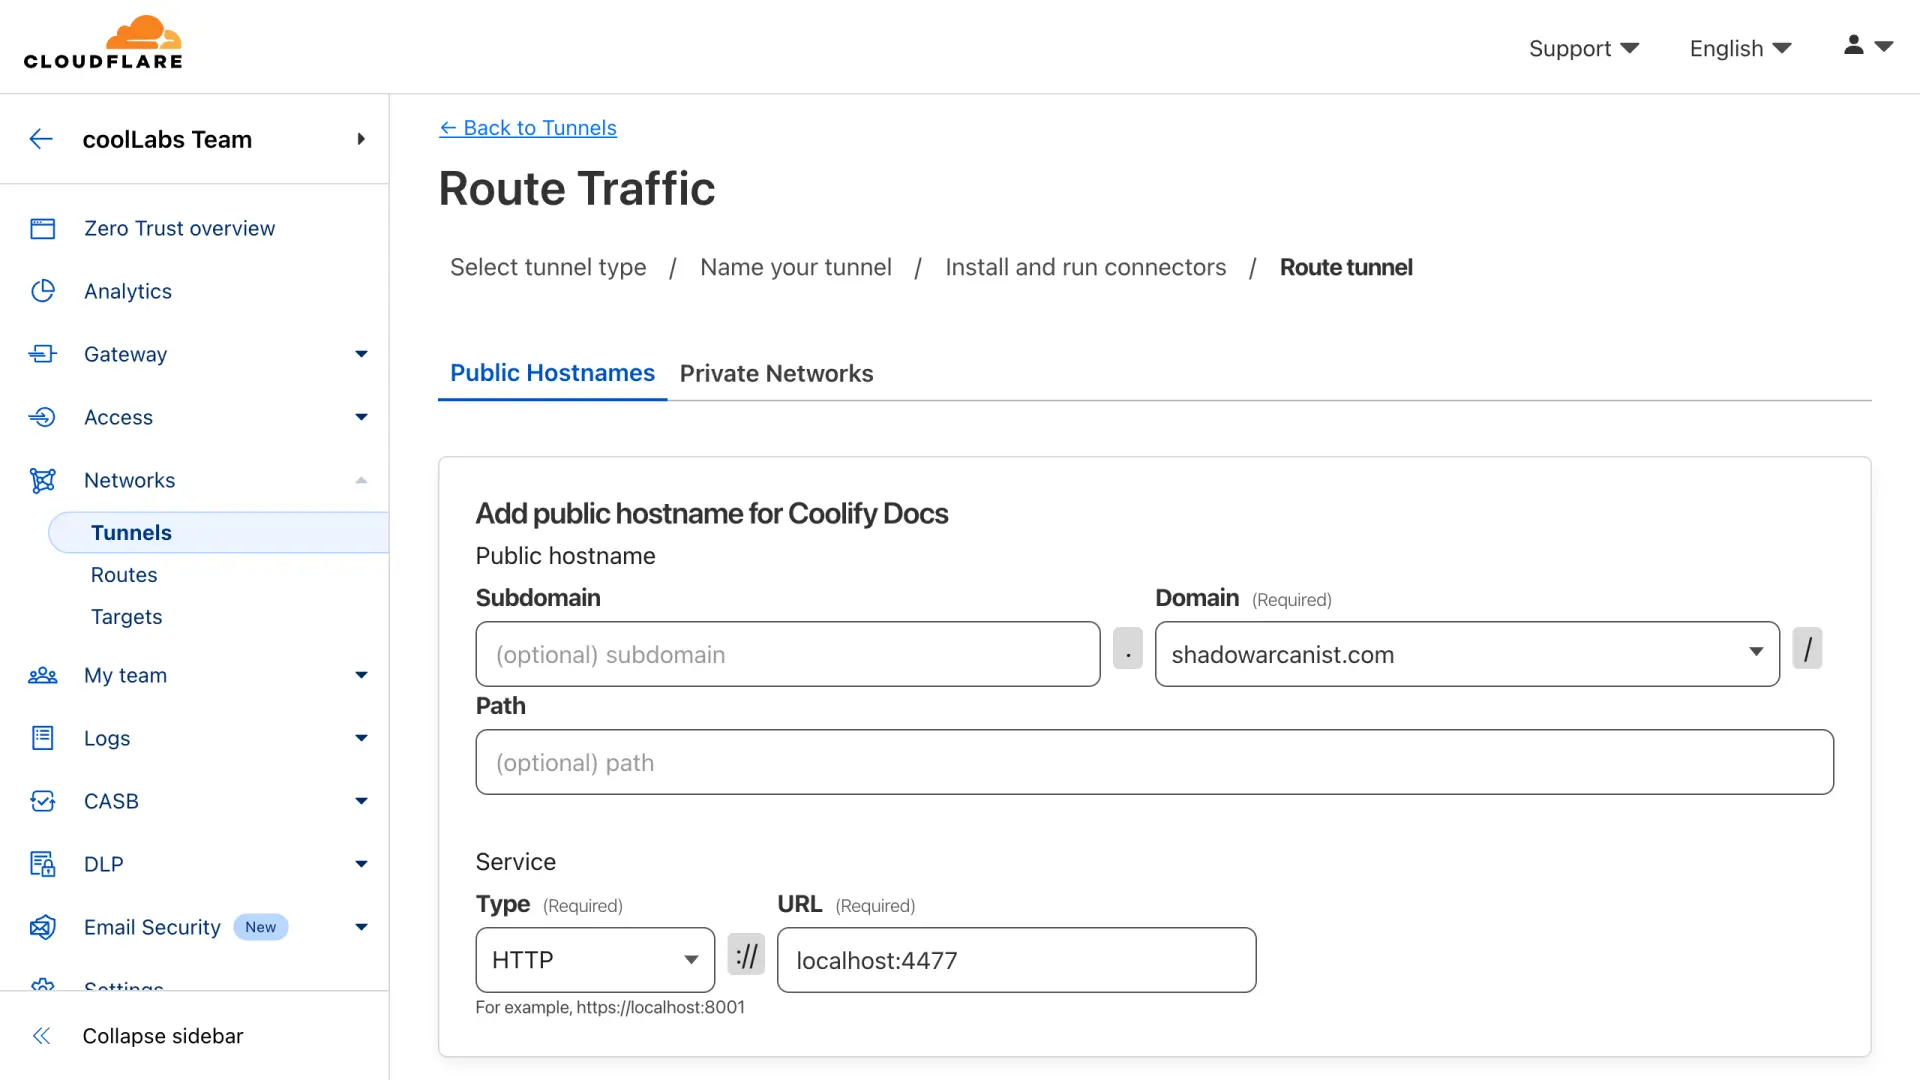 CLOUDFLARE
Support
English
coolLabs Team
Zero Trust overview
Analytics
Gateway
Access
Networks
Tunnels
Routes
Targets
My team
Logs
CASB
DLP
Email Security New
Settings
Collapse sidebar
← Back to Tunnels
Route Traffic
Select tunnel type / Name your tunnel / Install and run connectors / Route tunnel
Public Hostnames Private Networks
Add public hostname for Coolify Docs
Public hostname
Subdomain Domain (Required)
(optional) subdomain . shadowarcanist.com /
Path
(optional) path
Service
Type (Required) URL (Required)
HTTP :// localhost:4477
For example, https://localhost:8001